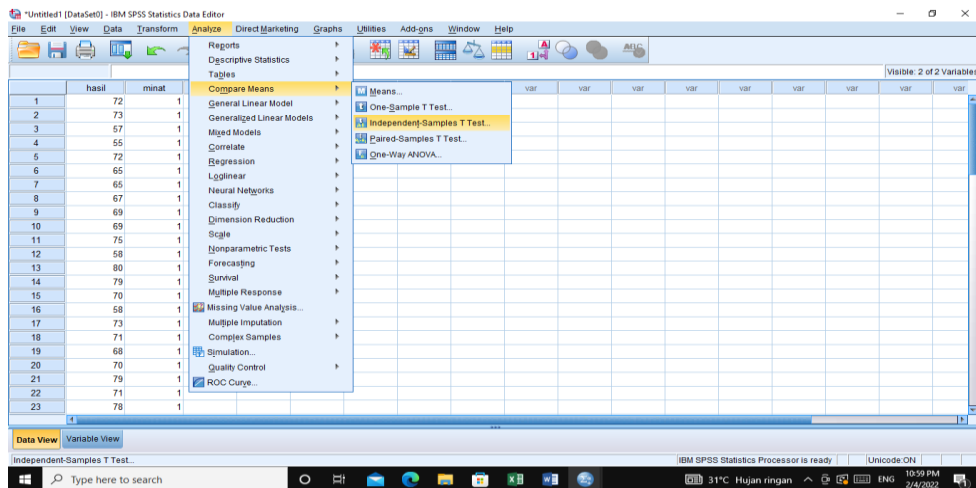 *Untitled1 [DataSet0] - IBM SPSS Statistics Data Editor
File Edit View Data Transform Analyze Direct Marketing Graphs Utilities Add-ons Window Help
Visible: 2 of 2 Variables
hasil minat var var var var var var var var
Reports
Descriptive Statistics
Tables
Compare Means
General Linear Model
Generalized Linear Models
Mixed Models
Correlate
Regression
Loglinear
Neural Networks
Classify
Dimension Reduction
Scale
Nonparametric Tests
Forecasting
Survival
Multiple Response
Missing Value Analysis...
Multiple Imputation
Complex Samples
Simulation...
Quality Control
ROC Curve...
Means...
One-Sample T Test...
Independent-Samples T Test...
Paired-Samples T Test...
One-Way ANOVA...
1 72 1
2 73 1
3 57 1
4 55 1
5 72 1
6 65 1
7 65 1
8 67 1
9 69 1
10 69 1
11 75 1
12 58 1
13 80 1
14 79 1
15 70 1
16 58 1
17 73 1
18 71 1
19 68 1
20 70 1
21 79 1
22 71 1
23 78 1
Data View Variable View
Independent-Samples T Test... IBM SPSS Statistics Processor is ready Unicode:ON
Type here to search 31°C Hujan ringan ENG 10:59 PM
2/4/2022